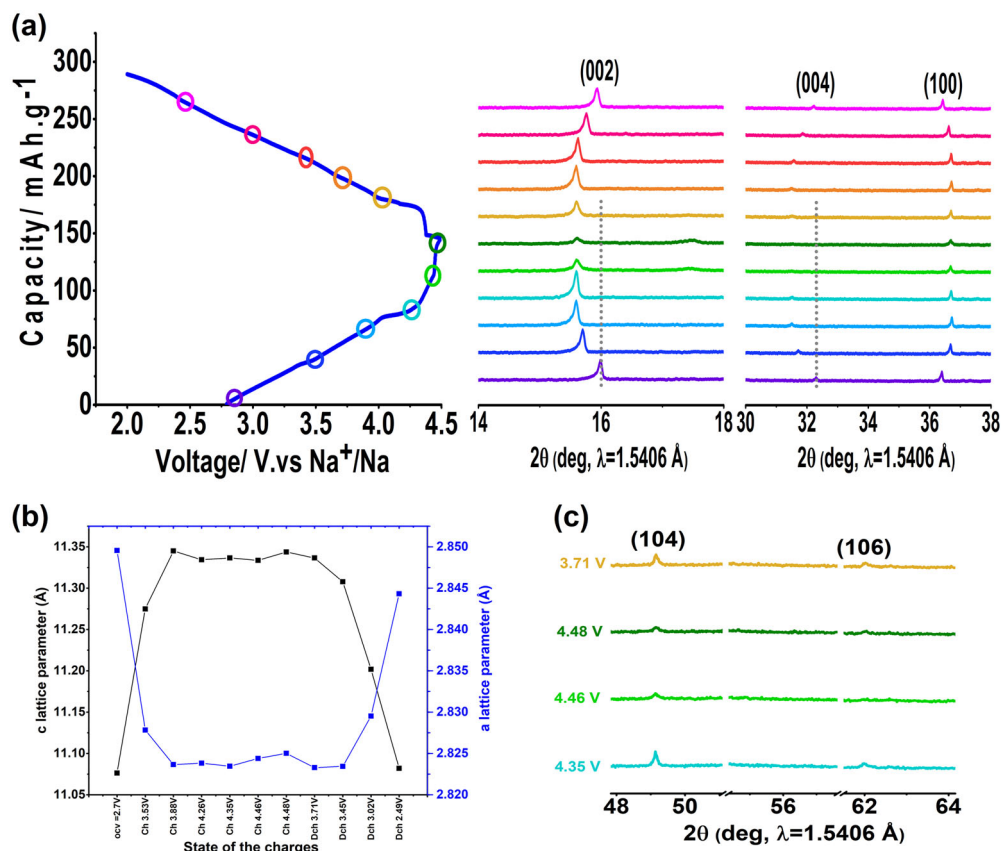 (a)
300
250
200
150
100
50
0
Capacity/ mAh.g-1
2.0 2.5 3.0 3.5 4.0 4.5
Voltage/ V.vs Na+/Na
(002)
14 16 18
2θ (deg, λ=1.5406 Å)
(004) (100)
30 32 34 36 38
2θ (deg, λ=1.5406 Å)
(b)
11.35
11.30
11.25
11.20
11.15
11.10
11.05
c lattice parameter (Å)
2.850
2.845
2.840
2.835
2.830
2.825
2.820
a lattice parameter (Å)
ocv =2.7V
Ch 3.53V
Ch 3.88V
Ch 4.26V
Ch 4.35V
Ch 4.46V
Ch 4.48V
Dch 3.71V
Dch 3.45V
Dch 3.02V
Dch 2.49V
State of the charges
(c)
(104) (106)
3.71 V
4.48 V
4.46 V
4.35 V
48 50 56 62 64
2θ (deg, λ=1.5406 Å)